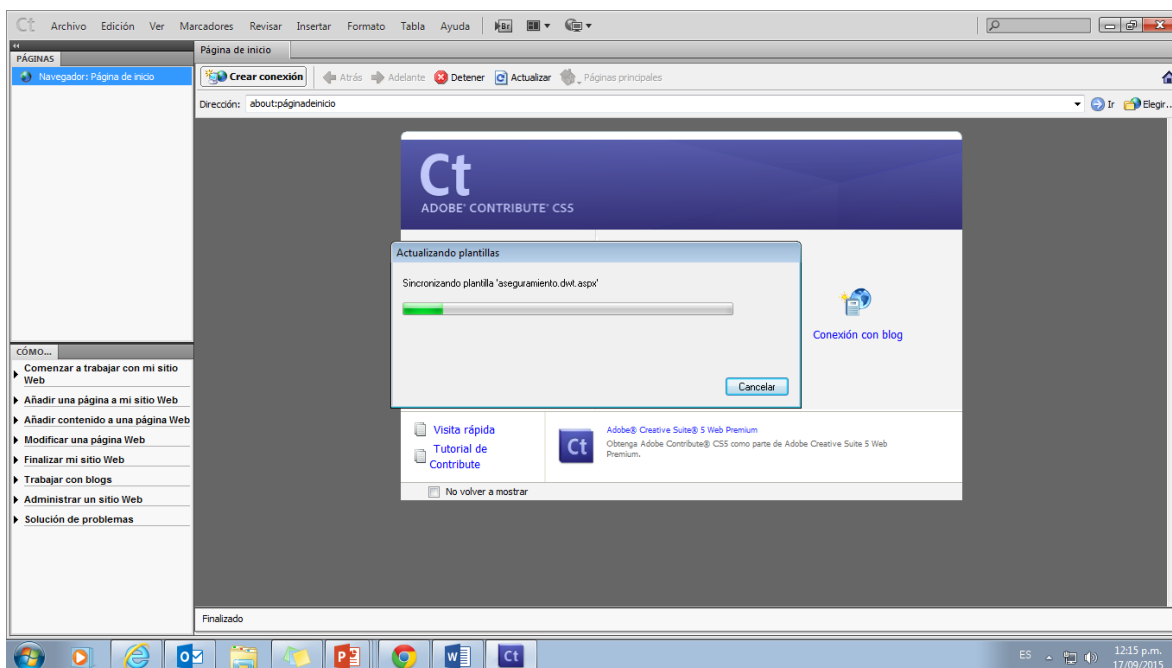 Ct Archivo Edición Ver Marcadores Revisar Insertar Formato Tabla Ayuda Br
PÁGINAS
Navegador: Página de inicio
Página de inicio
Crear conexión Atrás Adelante Detener Actualizar Páginas principales
Dirección: about:páginadeinicio Ir Elegir..
Ct
ADOBE® CONTRIBUTE® CS5
Actualizando plantillas
Sincronizando plantilla 'aseguramiento.dwt.aspx'
Cancelar
Conexión con blog
CÓMO...
Comenzar a trabajar con mi sitio
Web
Añadir una página a mi sitio Web
Añadir contenido a una página Web
Modificar una página Web
Finalizar mi sitio Web
Trabajar con blogs
Administrar un sitio Web
Solución de problemas
Visita rápida
Tutorial de
Contribute
Ct
Adobe® Creative Suite® 5 Web Premium
Obtenga Adobe Contribute® CS5 como parte de Adobe Creative Suite 5 Web
Premium.
No volver a mostrar
Finalizado
Ct
ES
12:15 p.m.
17/09/2015